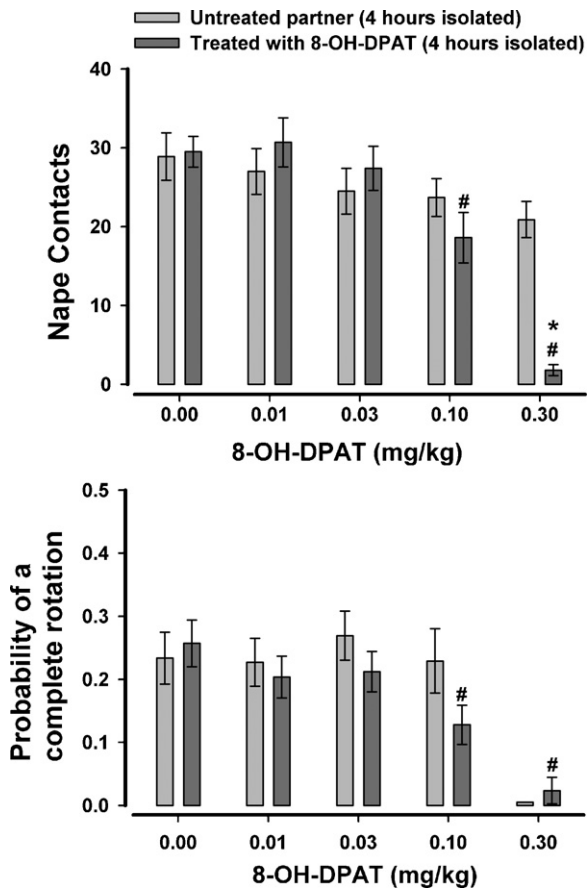 Untreated partner (4 hours isolated)
Treated with 8-OH-DPAT (4 hours isolated)
40
30
20
10
0
Nape Contacts
#
*
#
0.00 0.01 0.03 0.10 0.30
8-OH-DPAT (mg/kg)
0.5
0.4
0.3
0.2
0.1
0.0
Probability of a
complete rotation
#
#
0.00 0.01 0.03 0.10 0.30
8-OH-DPAT (mg/kg)